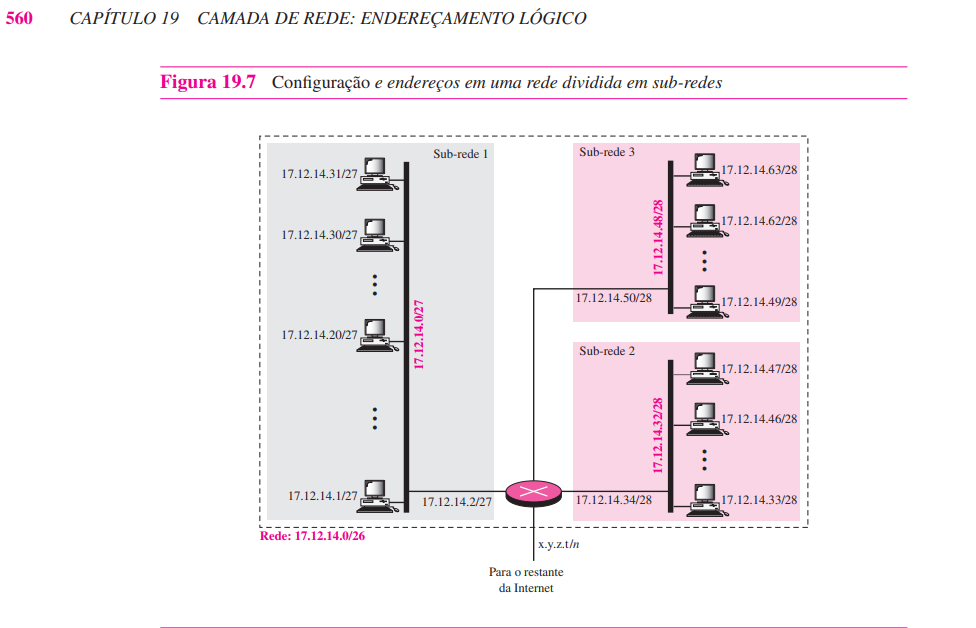 560 CAPÍTULO 19 CAMADA DE REDE: ENDEREÇAMENTO LÓGICO
Figura 19.7 Configuração e endereços em uma rede dividida em sub-redes
Sub-rede 1
17.12.14.31/27
17.12.14.30/27
17.12.14.20/27
17.12.14.1/27
17.12.14.0/27
17.12.14.2/27
Sub-rede 3
17.12.14.63/28
17.12.14.62/28
17.12.14.49/28
17.12.14.48/28
17.12.14.50/28
Sub-rede 2
17.12.14.47/28
17.12.14.46/28
17.12.14.33/28
17.12.14.32/28
17.12.14.34/28
Rede: 17.12.14.0/26
x.y.z.t/n
Para o restante
da Internet